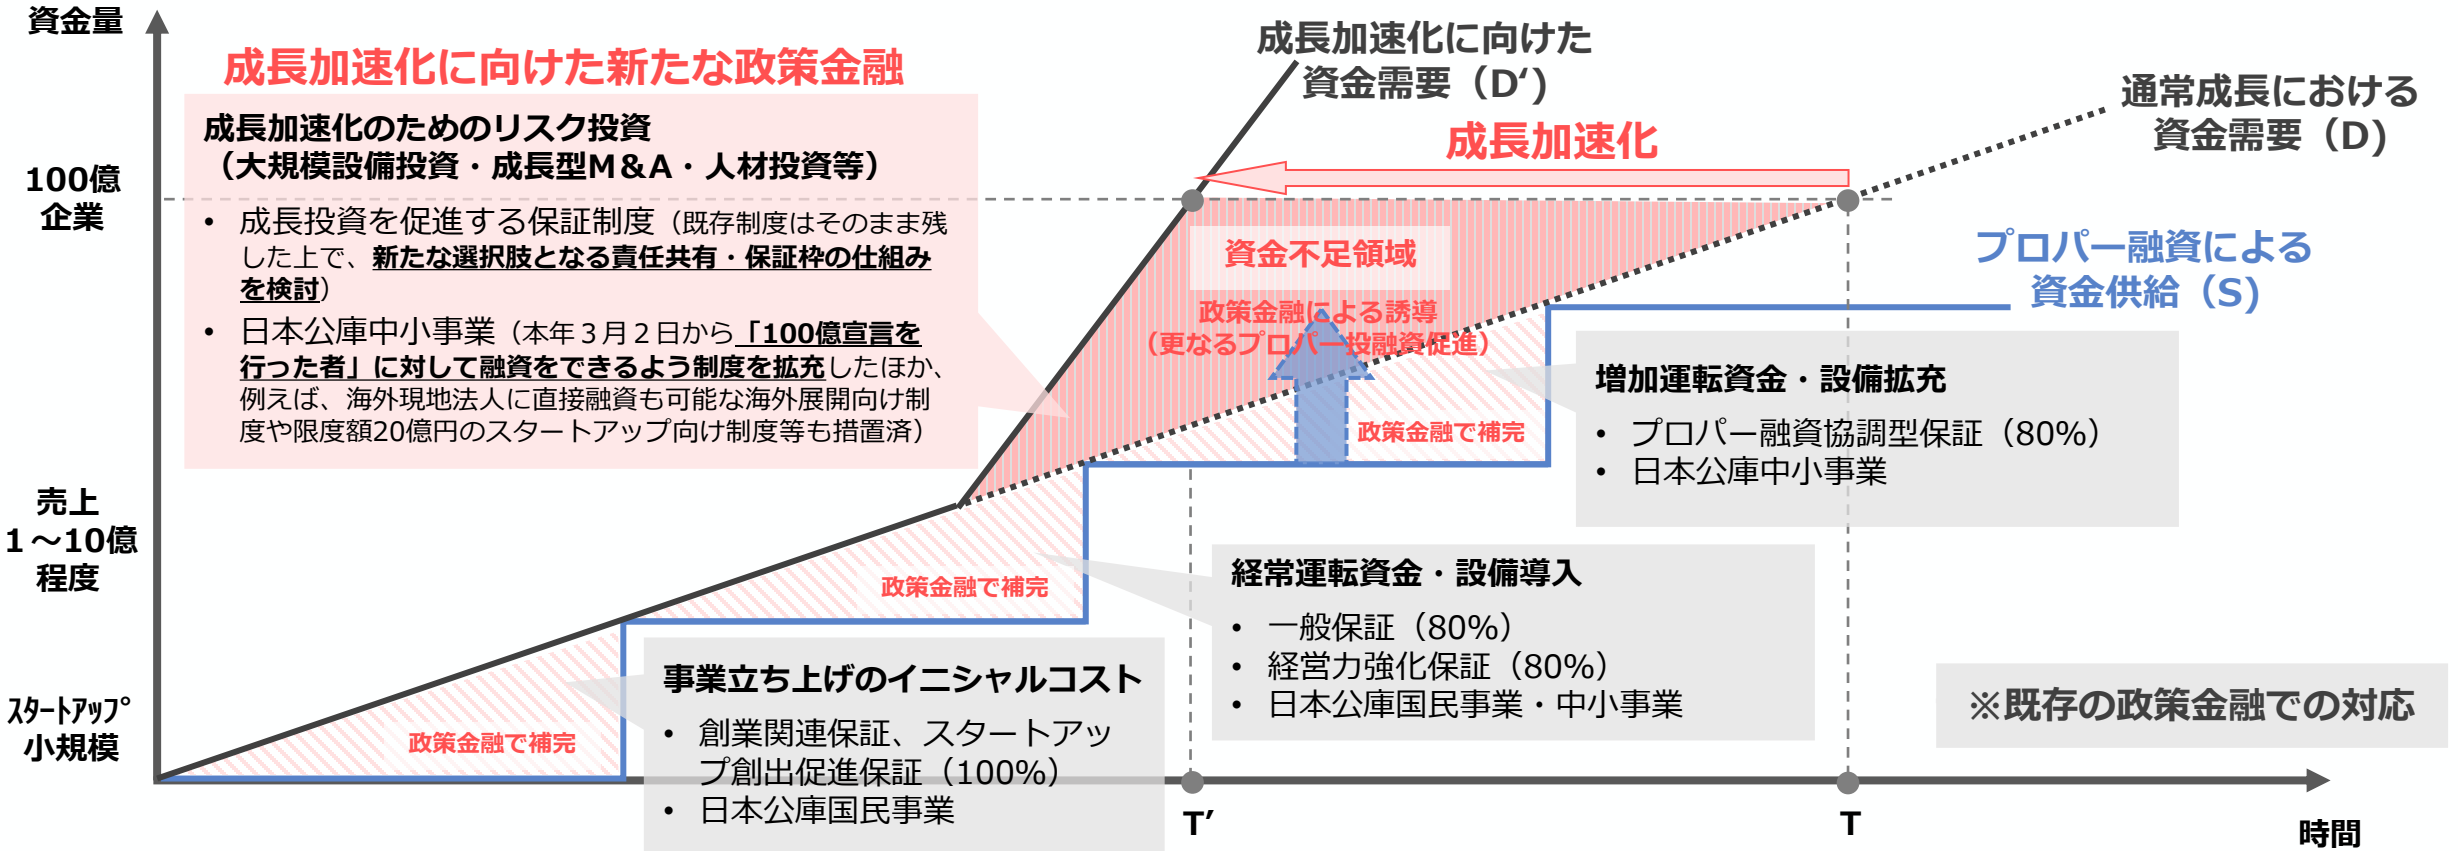 資金量
成長加速化に向けた新たな政策金融
成長加速化のためのリスク投資
（大規模設備投資・成長型M&A・人材投資等）
• 成長投資を促進する保証制度（既存制度はそのまま残
した上で、新たな選択肢となる責任共有・保証枠の仕組み
を検討）
• 日本公庫中小事業（本年３月２日から「100億宣言を
行った者」に対して融資をできるよう制度を拡充したほか、
例えば、海外現地法人に直接融資も可能な海外展開向け制
度や限度額20億円のスタートアップ向け制度等も措置済）
成長加速化に向けた
資金需要（D‘）
成長加速化
通常成長における
資金需要（D）
100億
企業
資金不足領域
政策金融による誘導
（更なるプロパー投融資促進）
プロパー融資による
資金供給（S）
政策金融で補完
増加運転資金・設備拡充
• プロパー融資協調型保証（80%）
• 日本公庫中小事業
売上
１～10億
程度
政策金融で補完
経常運転資金・設備導入
• 一般保証（80%）
• 経営力強化保証（80%）
• 日本公庫国民事業・中小事業
ｽﾀｰﾄｱｯﾌﾟ
小規模
政策金融で補完
事業立ち上げのイニシャルコスト
• 創業関連保証、スタートアッ
プ創出促進保証（100%）
• 日本公庫国民事業
※既存の政策金融での対応
T’
T
時間